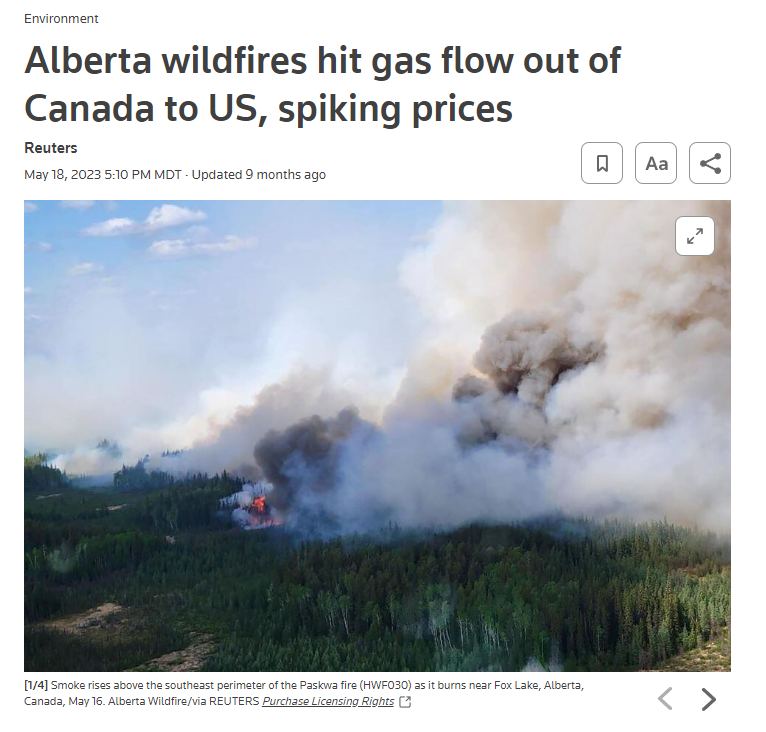 Environment
Alberta wildfires hit gas flow out of
Canada to US, spiking prices
Reuters
May 18, 2023 5:10 PM MDT · Updated 9 months ago
Aa
[1/4] Smoke rises above the southeast perimeter of the Paskwa fire (HWF030) as it burns near Fox Lake, Alberta,
Canada, May 16. Alberta Wildfire/via REUTERS Purchase Licensing Rights